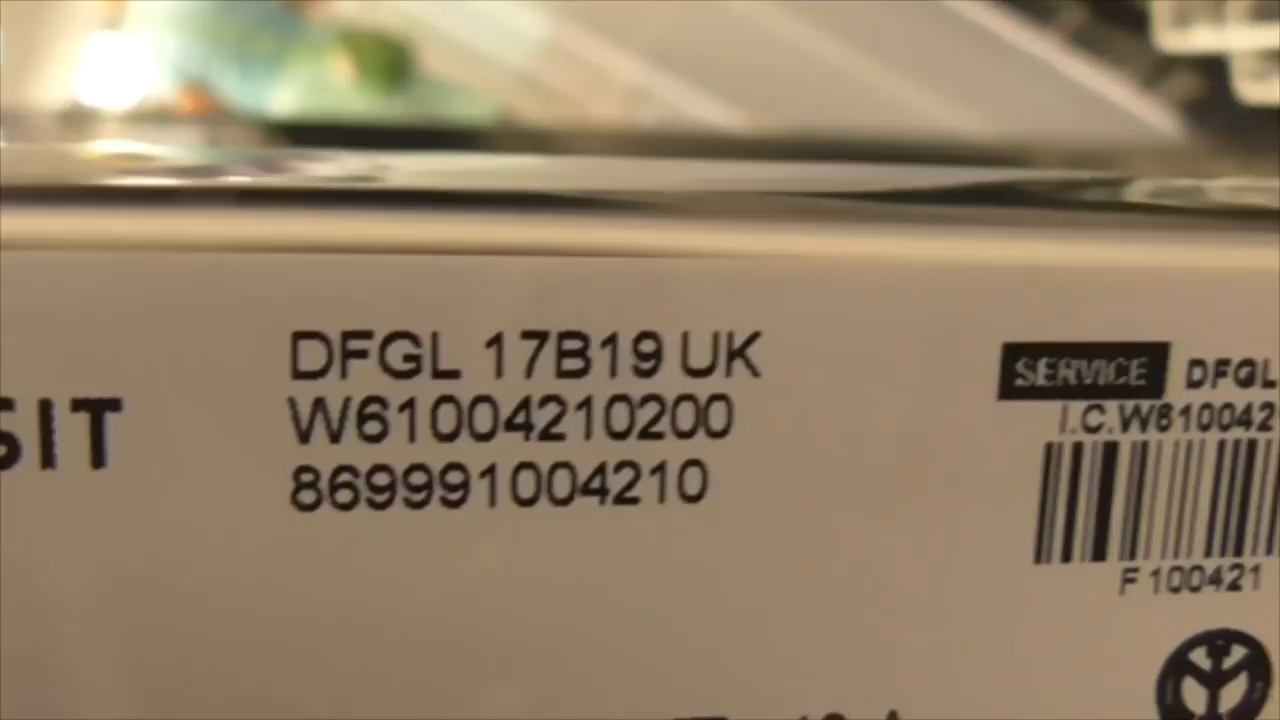 SIT
DFGL 17B19 UK
W61004210200
869991004210
SERVICE DFGL
I.C.W610042
F 100421